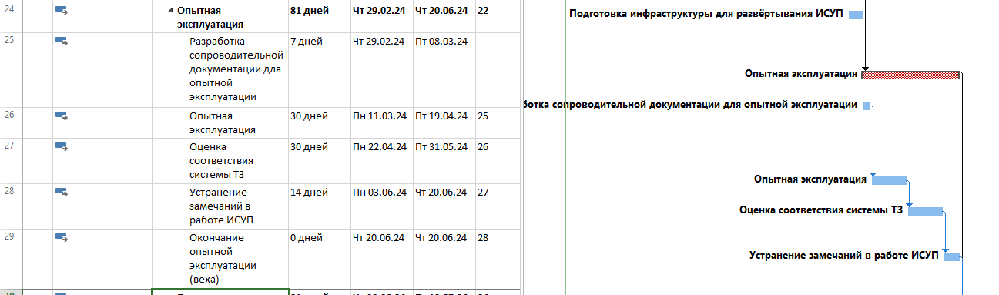 24 Опытная 81 дней Чт 29.02.24 Чт 20.06.24 22
эксплуатация
25 Разработка 7 дней Чт 29.02.24 Пт 08.03.24
сопроводительной
документации для
опытной
эксплуатации
26 Опытная 30 дней Пн 11.03.24 Пт 19.04.24 25
эксплуатация
27 Оценка 30 дней Пн 22.04.24 Пт 31.05.24 26
соответствия
системы ТЗ
28 Устранение 14 дней Пн 03.06.24 Чт 20.06.24 27
замечаний в
работе ИСУП
29 Окончание 0 дней Чт 20.06.24 Чт 20.06.24 28
опытной
эксплуатации
(веха)
Подготовка инфраструктуры для развёртывания ИСУП
Опытная эксплуатация
ботка сопроводительной документации для опытной эксплуатации
Опытная эксплуатация
Оценка соответствия системы ТЗ
Устранение замечаний в работе ИСУП